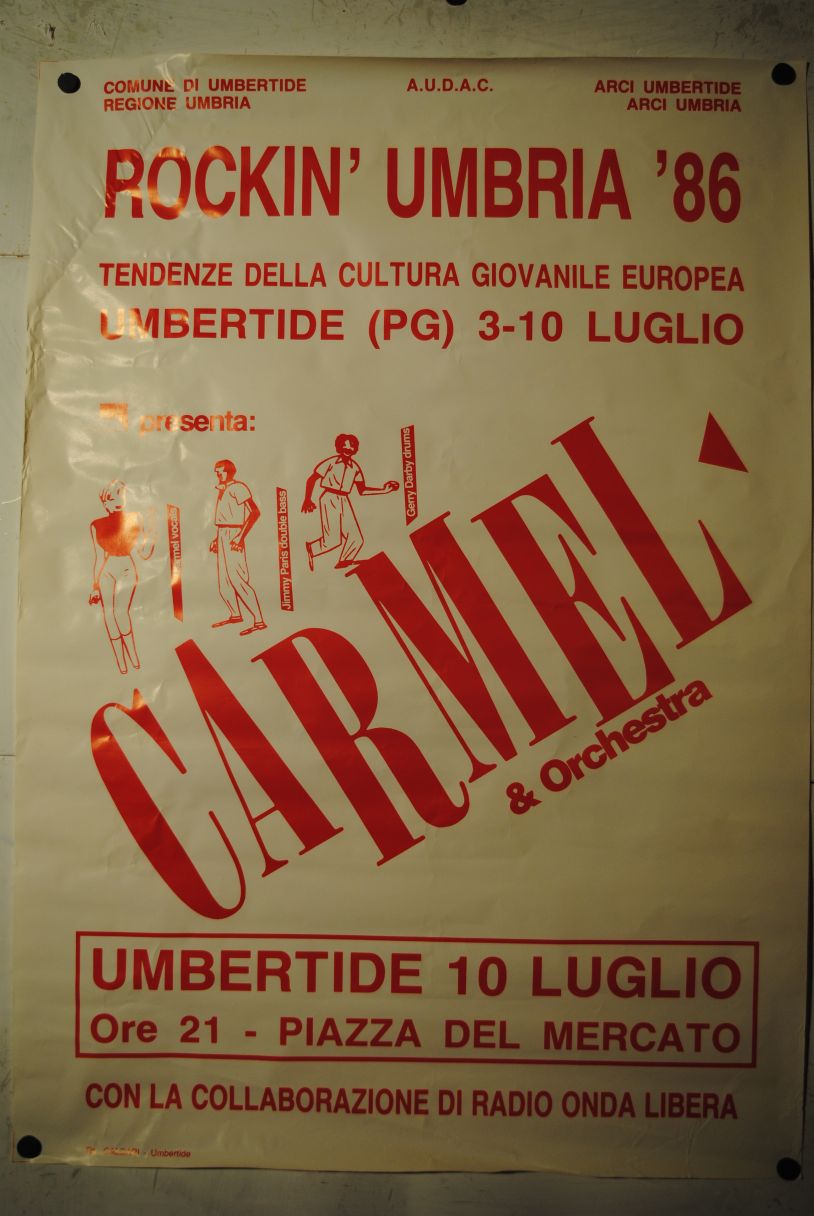 COMUNE DI UMBERTIDE
REGIONE UMBRIA
A.U.D.A.C.
ARCI UMBERTIDE
ARCI UMBRIA
ROCKIN' UMBRIA '86
TENDENZE DELLA CULTURA GIOVANILE EUROPEA
UMBERTIDE (PG) 3-10 LUGLIO
presenta:
Carmel vocals
Jimmy Paris double bass
Gerry Darby drums
CARMEL
& Orchestra
UMBERTIDE 10 LUGLIO
Ore 21 - PIAZZA DEL MERCATO
CON LA COLLABORAZIONE DI RADIO ONDA LIBERA
- Umbertide